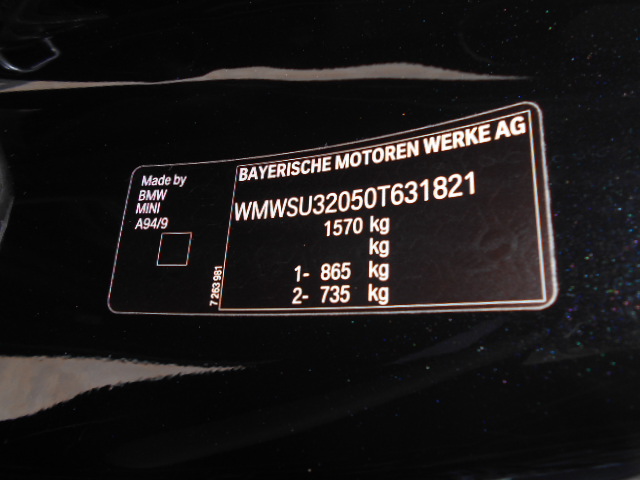 BAYERISCHE MOTOREN WERKE AG
Made by
BMW
MINI
A94/9
WMWSU32050T631821
1570 kg
kg
1- 865 kg
2- 735 kg
7 263 981